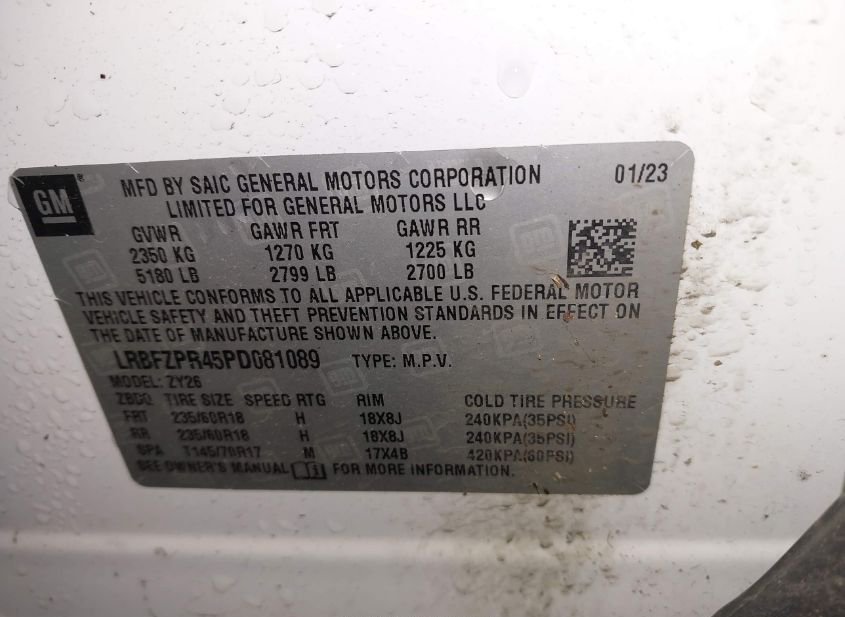 GM
MFD BY SAIC GENERAL MOTORS CORPORATION 01/23
LIMITED FOR GENERAL MOTORS LLC
GVWR GAWR FRT GAWR RR
2350 KG 1270 KG 1225 KG
5180 LB 2799 LB 2700 LB
THIS VEHICLE CONFORMS TO ALL APPLICABLE U.S. FEDERAL MOTOR
VEHICLE SAFETY AND THEFT PREVENTION STANDARDS IN EFFECT ON
THE DATE OF MANUFACTURE SHOWN ABOVE.
LRBFZPR45PD081089 TYPE: M.P.V.
MODEL: ZY26
TIRE SIZE SPEED RTG RIM COLD TIRE PRESSURE
FRT 235/60R18 H 18X8J 240KPA(35PSI)
RR 235/60R18 H 18X8J 240KPA(35PSI)
SPA T145/70R17 M 17X4B 420KPA(60PSI)
SEE OWNER'S MANUAL FOR MORE INFORMATION.